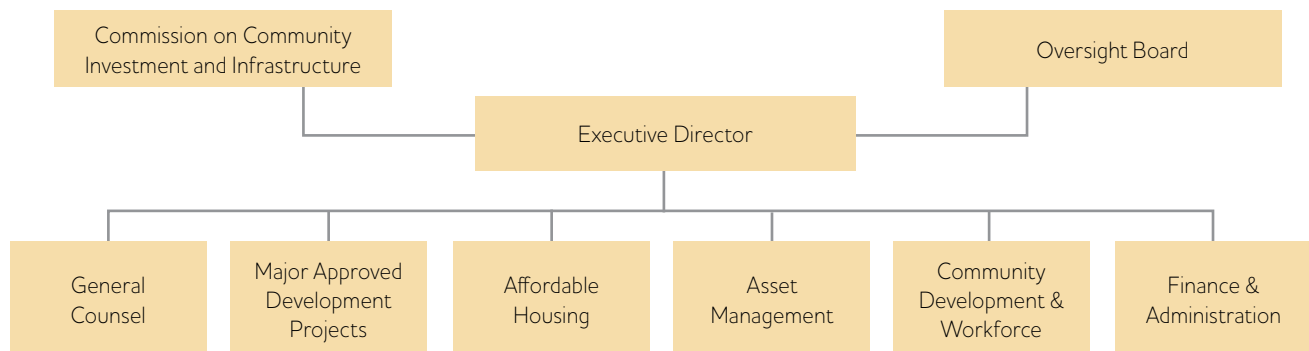 Commission on Community
Investment and Infrastructure
Oversight Board
Executive Director
General
Counsel
Major Approved
Development
Projects
Affordable
Housing
Asset
Management
Community
Development &
Workforce
Finance &
Administration